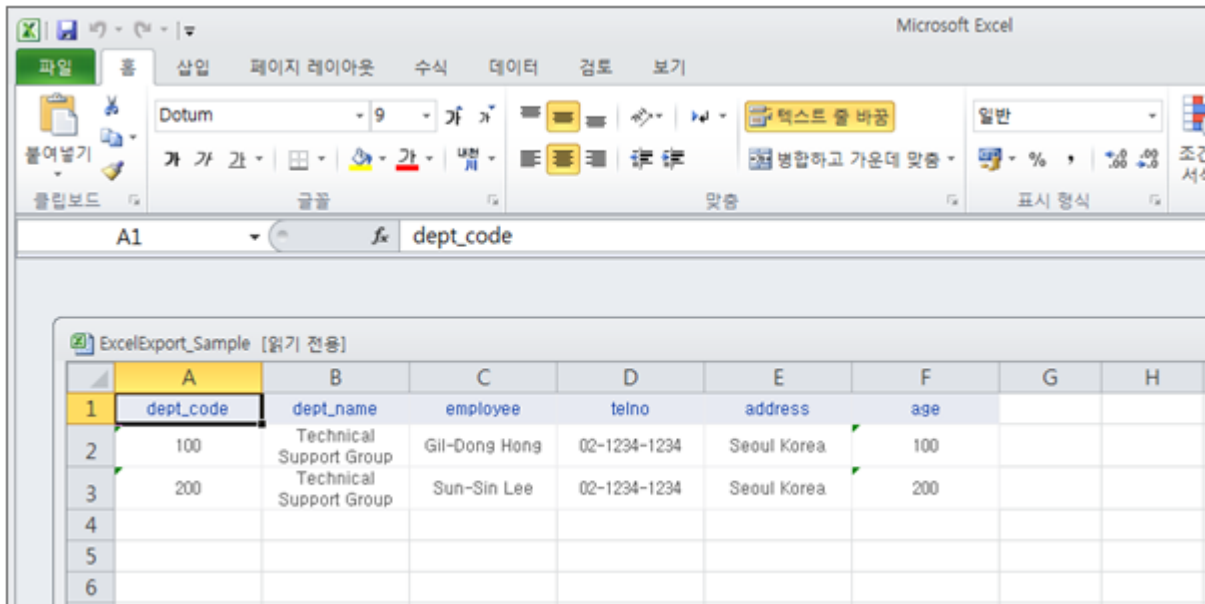 Microsoft Excel
파일 홈 삽입 페이지 레이아웃 수식 데이터 검토 보기
Dotum 9 가 가 텍스트 줄 바꿈 일반
붙여넣기 가 가 가 가 내천 병합하고 가운데 맞춤 % , .00
클립보드 글꼴 맞춤 표시 형식
A1 fx dept_code
ExcelExport_Sample [읽기 전용]
A B C D E F G H
1 dept_code dept_name employee telno address age
2 100 Technical Support Group Gil-Dong Hong 02-1234-1234 Seoul Korea 100
3 200 Technical Support Group Sun-Sin Lee 02-1234-1234 Seoul Korea 200
4
5
6